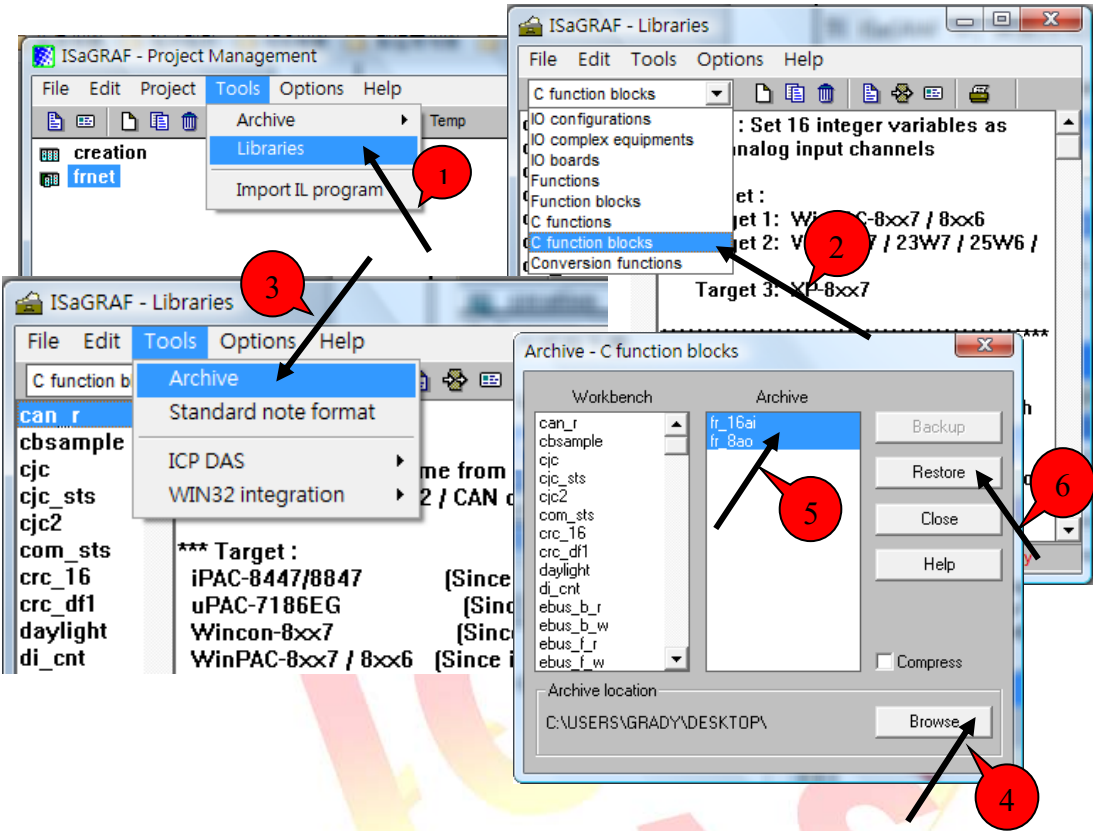 ISaGRAF - Project Management
File Edit Project Tools Options Help
Archive
Temp
Libraries
Import IL program
creation
frnet
1
ISaGRAF - Libraries
File Edit Tools Options Help
C function blocks
IO configurations
IO complex equipments
IO boards
Functions
Function blocks
C functions
C function blocks
Conversion functions
: Set 16 integer variables as
analog input channels
et :
get 1:
8xx7 / 8xx6
get 2:
7 / 23W7 / 25W6 /
Target 3: XP-8xx7
2
3
ISaGRAF - Libraries
File Edit Tools Options Help
C function b
Archive
Standard note format
ICP DAS
WIN32 integration
can_r
cbsample
cjc
cjc_sts
cjc2
com_sts
crc_16
crc_df1
daylight
di_cnt
me from
2 / CAN
*** Target :
iPAC-8447/8847 (Since
uPAC-7186EG (Sinc
Wincon-8xx7 (Sinc
WinPAC-8xx7 / 8xx6 (Since i
Archive - C function blocks
Workbench
can_r
cbsample
cjc
cjc_sts
cjc2
com_sts
crc_16
crc_df1
daylight
di_cnt
ebus_b_r
ebus_b_w
ebus_f_r
ebus_f_w
Archive
fr_16ai
fr_8ao
Backup
Restore
Close
Help
Compress
Archive location
C:\USERS\GRADY\DESKTOP\
Browse
5
6
4